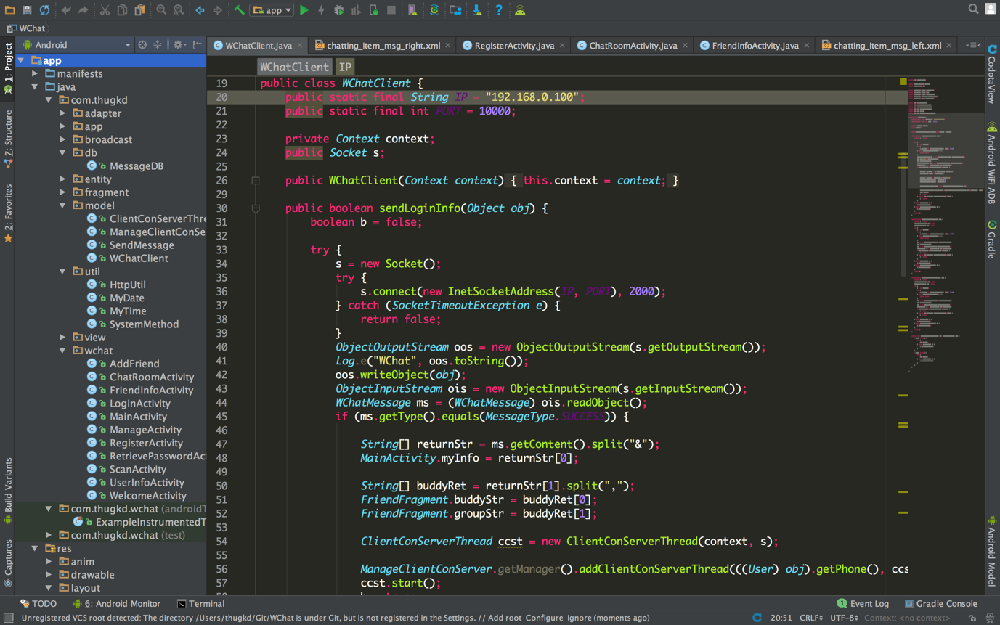 app
WChat
1: Project
Z: Structure
2: Favorites
Build Variants
Captures
Android
app
manifests
java
com.thugkd
adapter
app
broadcast
db
MessageDB
entity
fragment
model
ClientConServerThre
ManageClientConSe
SendMessage
WChatClient
util
HttpUtil
MyDate
MyTime
SystemMethod
view
wchat
AddFriend
ChatRoomActivity
FriendInfoActivity
LoginActivity
MainActivity
ManageActivity
RegisterActivity
RetrievePasswordAct
ScanActivity
UserInfoActivity
WelcomeActivity
com.thugkd.wchat (androidT
ExampleInstrumentedT
com.thugkd.wchat (test)
res
anim
drawable
layout
WChatClient.java
chatting_item_msg_right.xml
RegisterActivity.java
ChatRoomActivity.java
FriendInfoActivity.java
chatting_item_msg_left.xml
4
WChatClient IP
19 public class WChatClient {
20 public static final String IP = "192.168.0.100";
21 public static final int PORT = 10000;
22
23 private Context context;
24 public Socket s;
25
26 public WChatClient(Context context) { this.context = context; }
29
30 public boolean sendLoginInfo(Object obj) {
31 boolean b = false;
32
33 try {
34 s = new Socket();
35 try {
36 s.connect(new InetSocketAddress(IP, PORT), 2000);
37 } catch (SocketTimeoutException e) {
38 return false;
39 }
40 ObjectOutputStream oos = new ObjectOutputStream(s.getOutputStream());
41 Log.e("WChat", oos.toString());
42 oos.writeObject(obj);
43 ObjectInputStream ois = new ObjectInputStream(s.getInputStream());
44 WChatMessage ms = (WChatMessage) ois.readObject();
45 if (ms.getType().equals(MessageType.SUCCESS)) {
46
47 String[] returnStr = ms.getContent().split("&");
48 MainActivity.myInfo = returnStr[0];
49
50 String[] buddyRet = returnStr[1].split(",");
51 FriendFragment.buddyStr = buddyRet[0];
52 FriendFragment.groupStr = buddyRet[1];
53
54 ClientConServerThread ccst = new ClientConServerThread(context, s);
55
56 ManageClientConServer.getManager().addClientConServerThread(((User) obj).getPhone(), ccs
57 ccst.start();
CodotaView
Android WiFi ADB
Gradle
Android Model
TODO
6: Android Monitor
Terminal
1 Event Log
Gradle Console
Unregistered VCS root detected: The directory /Users/thugkd/Git/WChat is under Git, but is not registered in the Settings. // Add root Configure Ignore (moments ago)
20:51 CRLF UTF-8 Context: <no context>